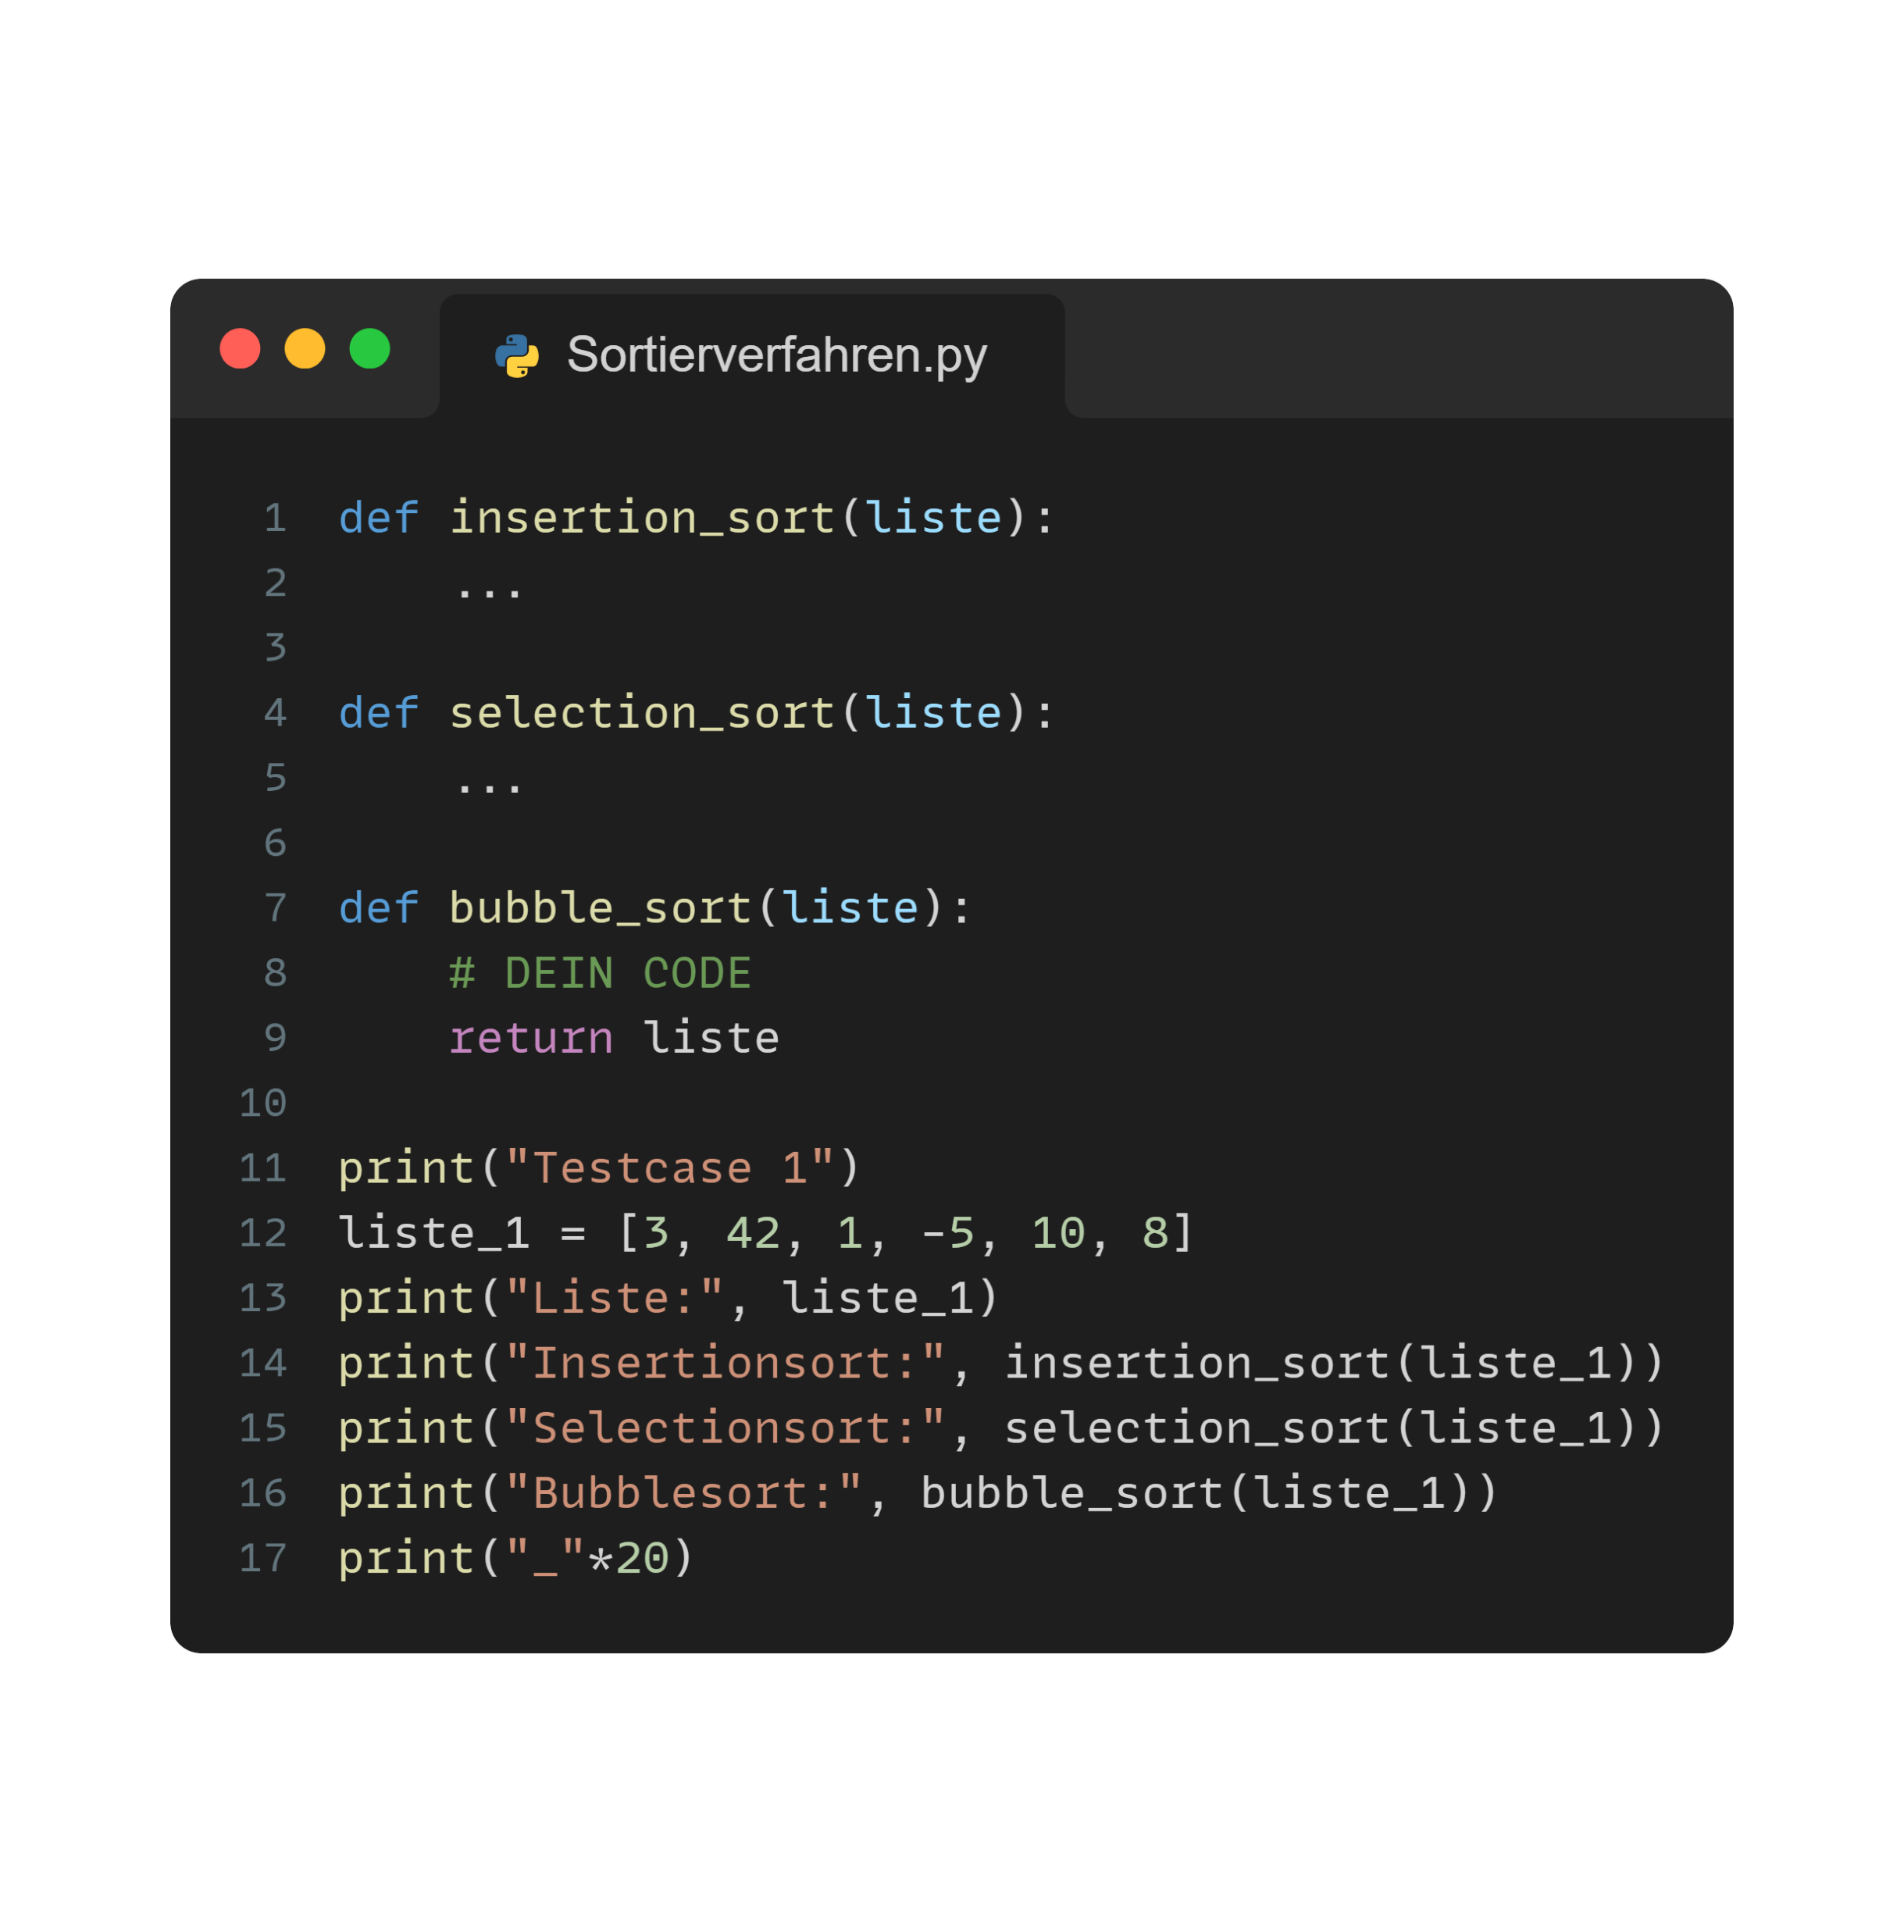 Sortierverfahren.py
1 def insertion_sort(liste):
2     ...
3
4 def selection_sort(liste):
5     ...
6
7 def bubble_sort(liste):
8     # DEIN CODE
9     return liste
10
11 print("Testcase 1")
12 liste_1 = [3, 42, 1, -5, 10, 8]
13 print("Liste:", liste_1)
14 print("Insertionsort:", insertion_sort(liste_1))
15 print("Selectionsort:", selection_sort(liste_1))
16 print("Bubblesort:", bubble_sort(liste_1))
17 print("_"*20)